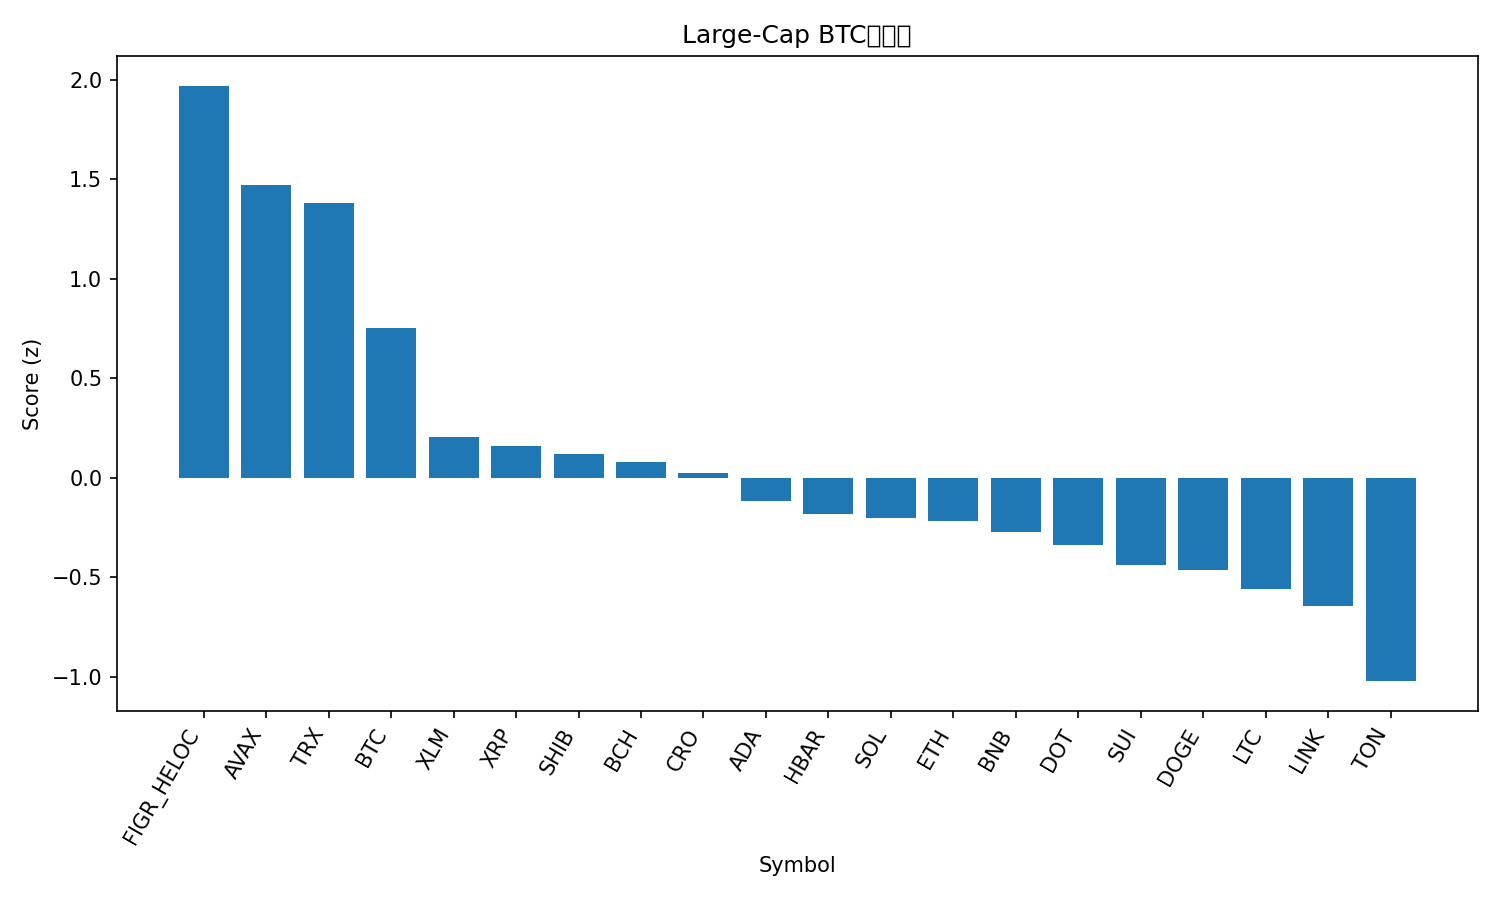 Large-Cap BTC
Score (z)
2.0
1.5
1.0
0.5
0.0
−0.5
−1.0
FIGR_HELOC
AVAX
TRX
BTC
XLM
XRP
SHIB
BCH
CRO
ADA
HBAR
SOL
ETH
BNB
DOT
SUI
DOGE
LTC
LINK
TON
Symbol